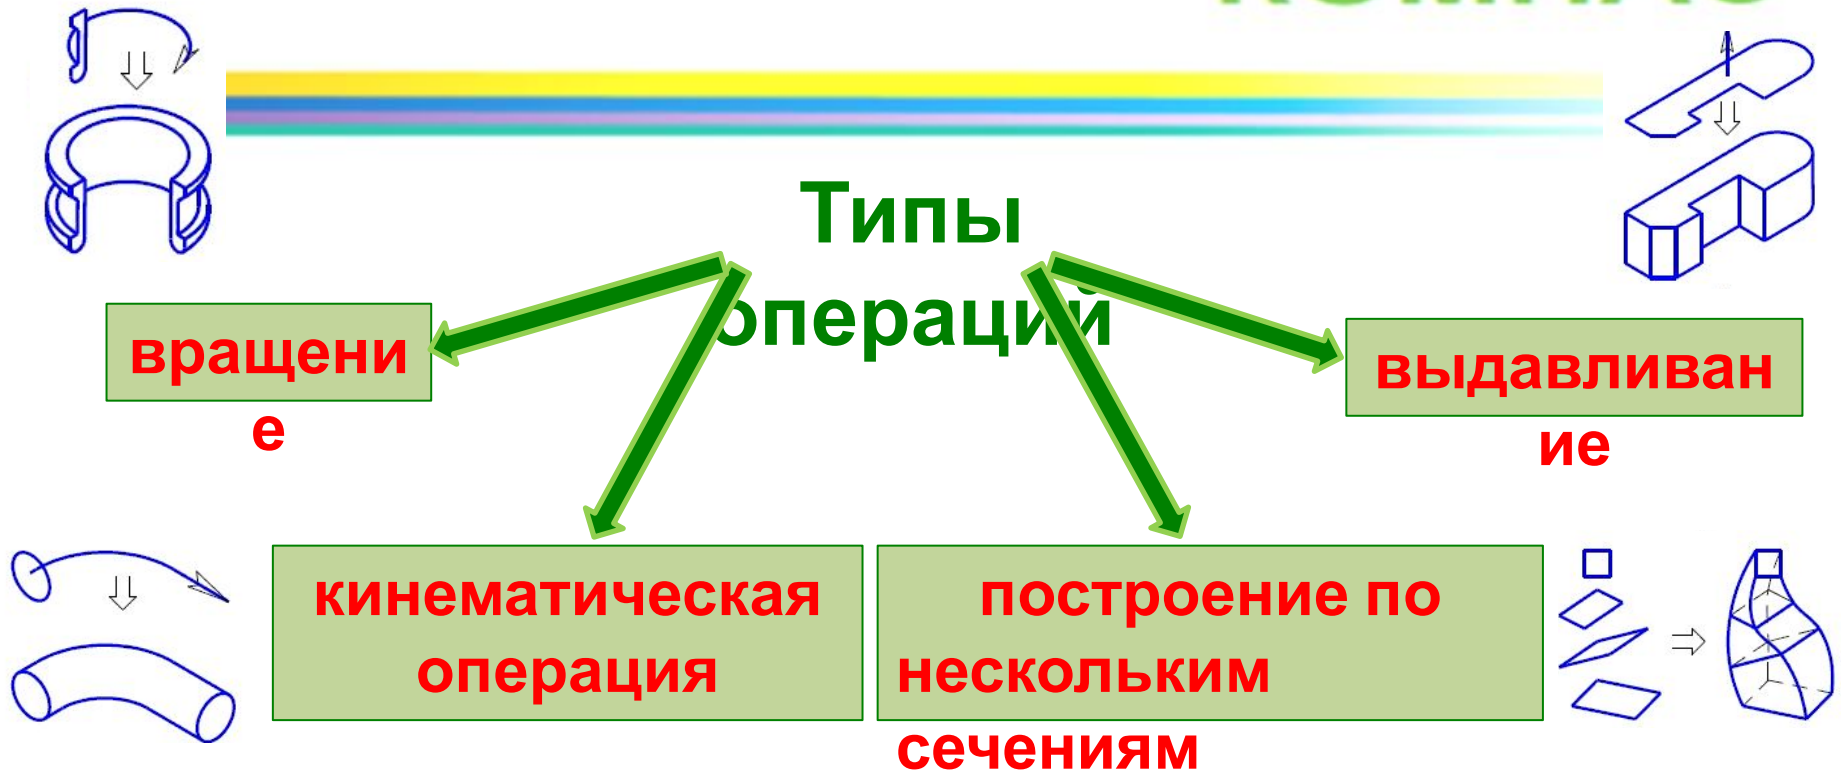 Типы
операций
вращени
е
выдавливан
ие
кинематическая
операция
построение по
нескольким
сечениям